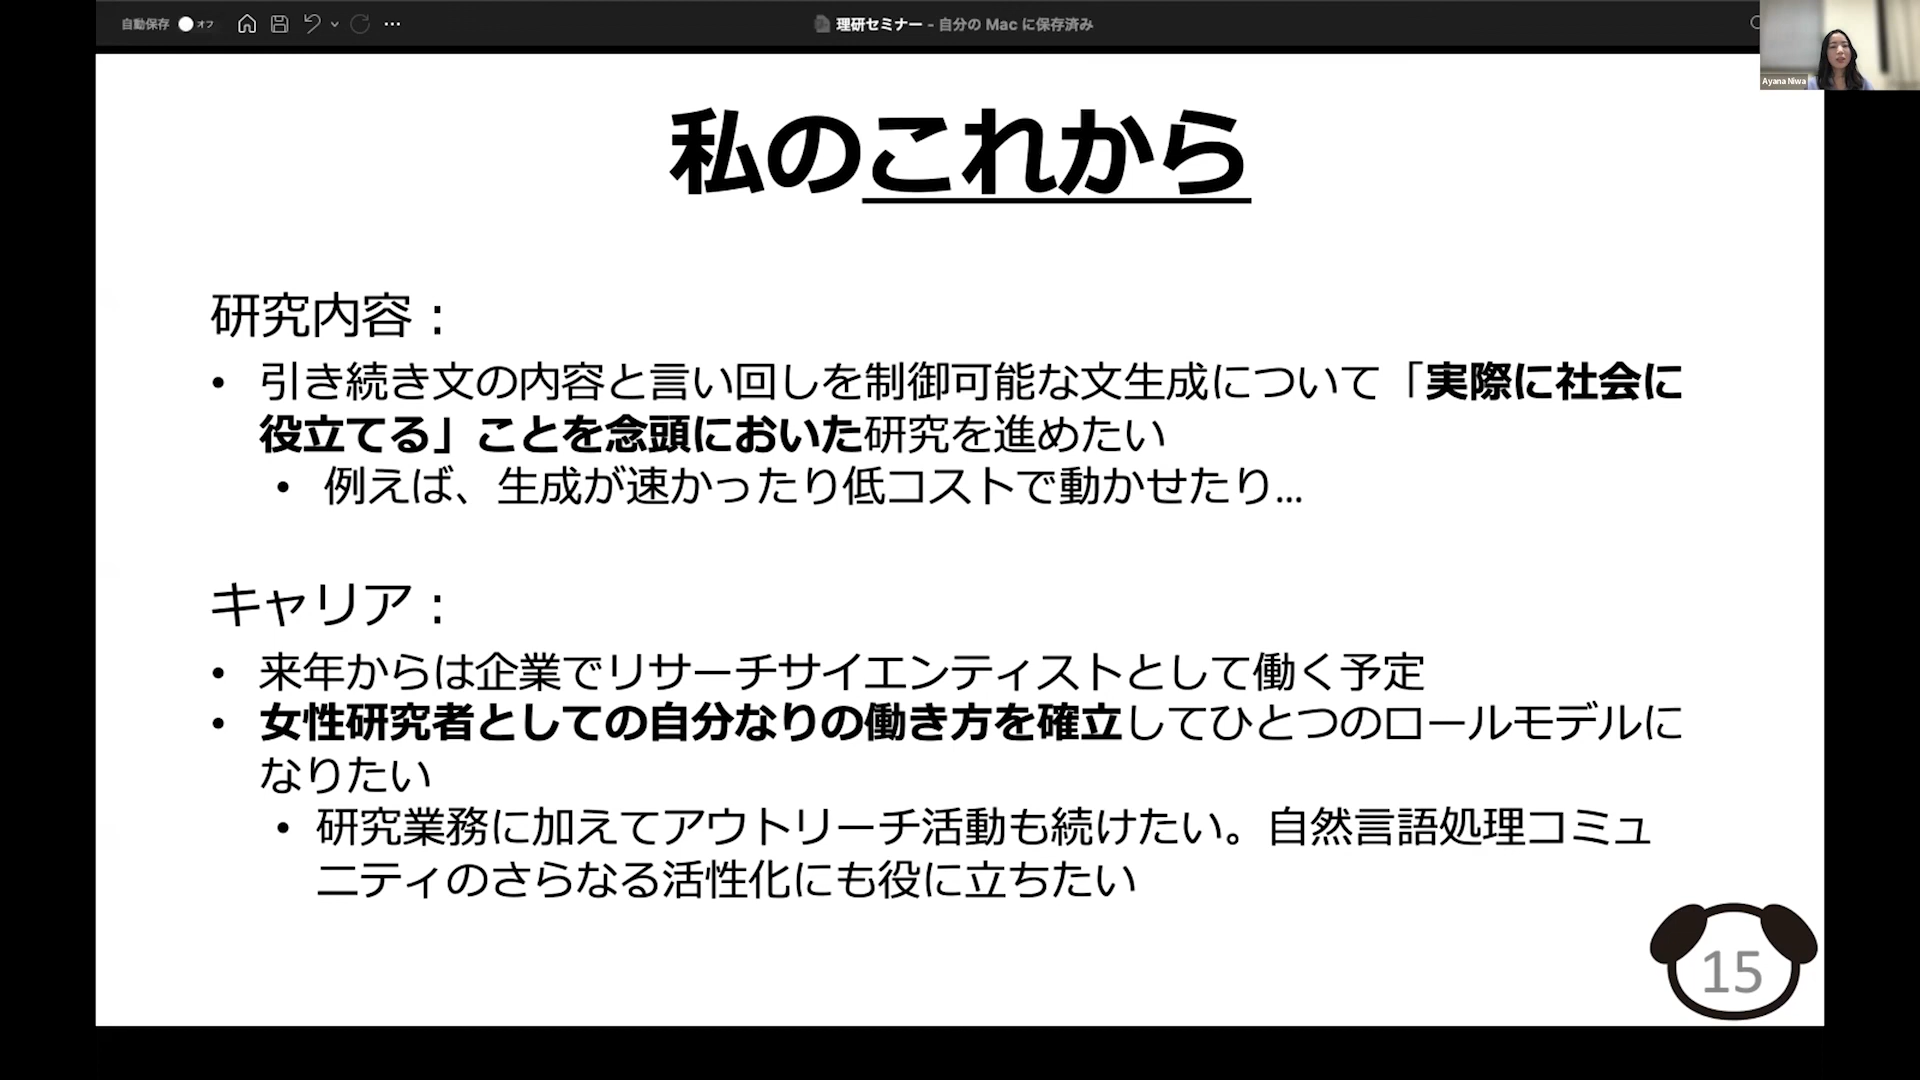 自動保存 オフ
理研セミナー - 自分の Mac に保存済み
Ayana Niwa
私のこれから
研究内容：
• 引き続き文の内容と言い回しを制御可能な文生成について「実際に社会に
役立てる」ことを念頭においた研究を進めたい
• 例えば、生成が速かったり低コストで動かせたり...
キャリア：
• 来年からは企業でリサーチサイエンティストとして働く予定
• 女性研究者としての自分なりの働き方を確立してひとつのロールモデルに
なりたい
• 研究業務に加えてアウトリーチ活動も続けたい。自然言語処理コミュ
ニティのさらなる活性化にも役に立ちたい
15